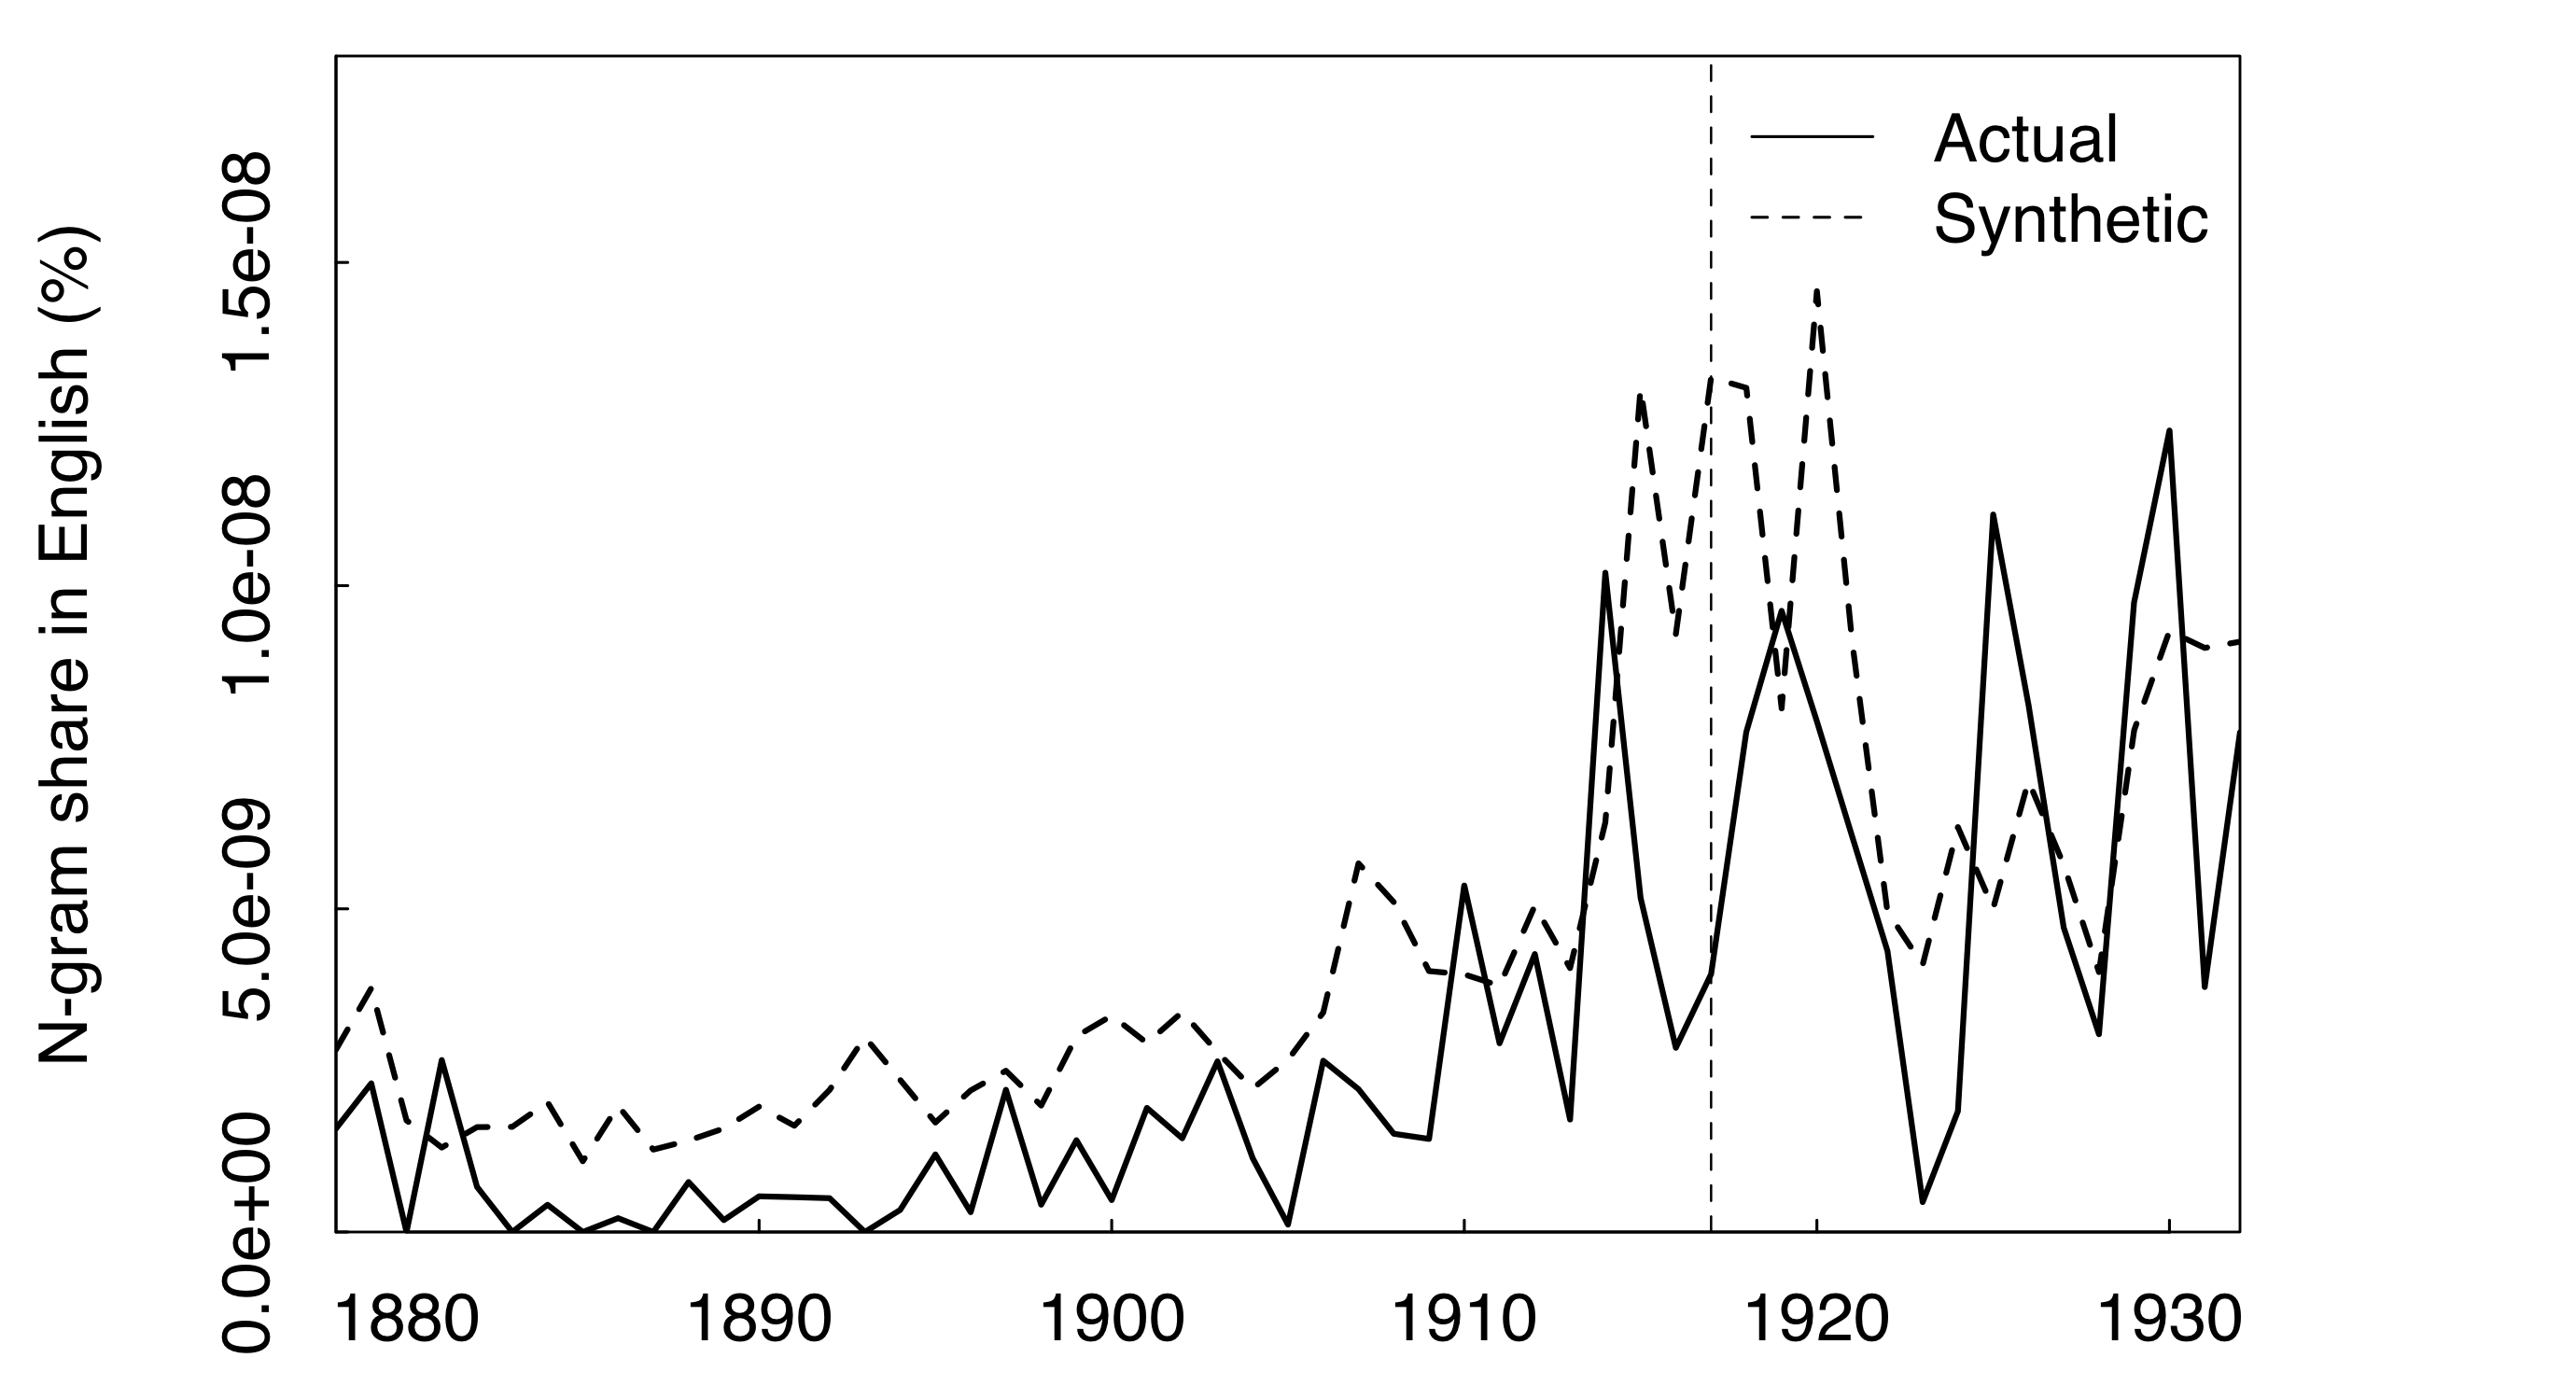 N-gram share in English (%)
1.5e-08
1.0e-08
5.0e-09
0.0e+00
Actual
Synthetic
1880 1890 1900 1910 1920 1930